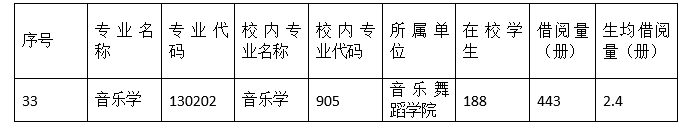 序号 专业名称 专业代码 校内专业名称 校内专业代码 所属单位 在校学生 借阅量（册） 生均借阅量（册）
33 音乐学 130202 音乐学 905 音乐舞蹈学院 188 443 2.4